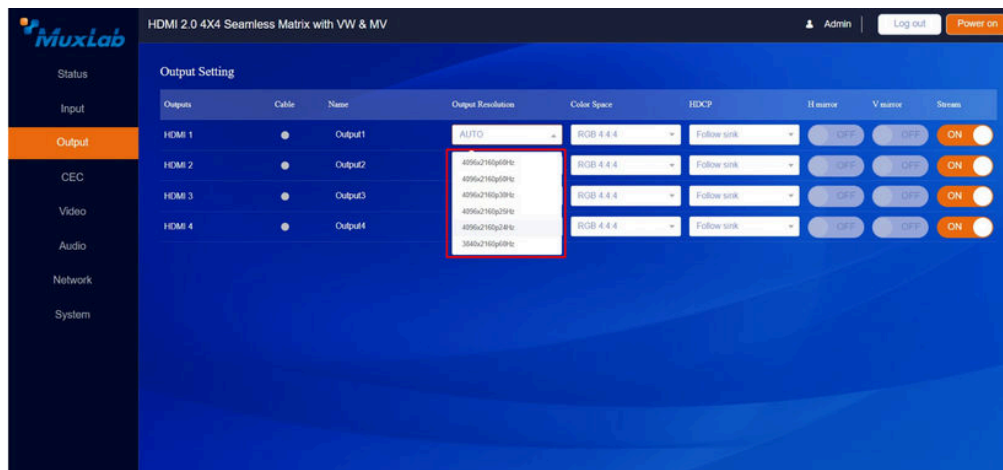 MuxLab
HDMI 2.0 4X4 Seamless Matrix with VW & MV
Admin
Log out
Power on
Status
Input
Output
CEC
Video
Audio
Network
System
Output Setting
Outputs Cable Name Output Resolution Color Space HDCP H mirror V mirror Stream
HDMI 1 Output1 AUTO RGB 4:4:4 Follow sink OFF OFF ON
HDMI 2 Output2 RGB 4:4:4 Follow sink OFF OFF ON
HDMI 3 Output3 RGB 4:4:4 Follow sink OFF OFF ON
HDMI 4 Output4 RGB 4:4:4 Follow sink OFF OFF ON
4096x2160p60Hz
4096x2160p50Hz
4096x2160p30Hz
4096x2160p25Hz
4096x2160p24Hz
3840x2160p60Hz